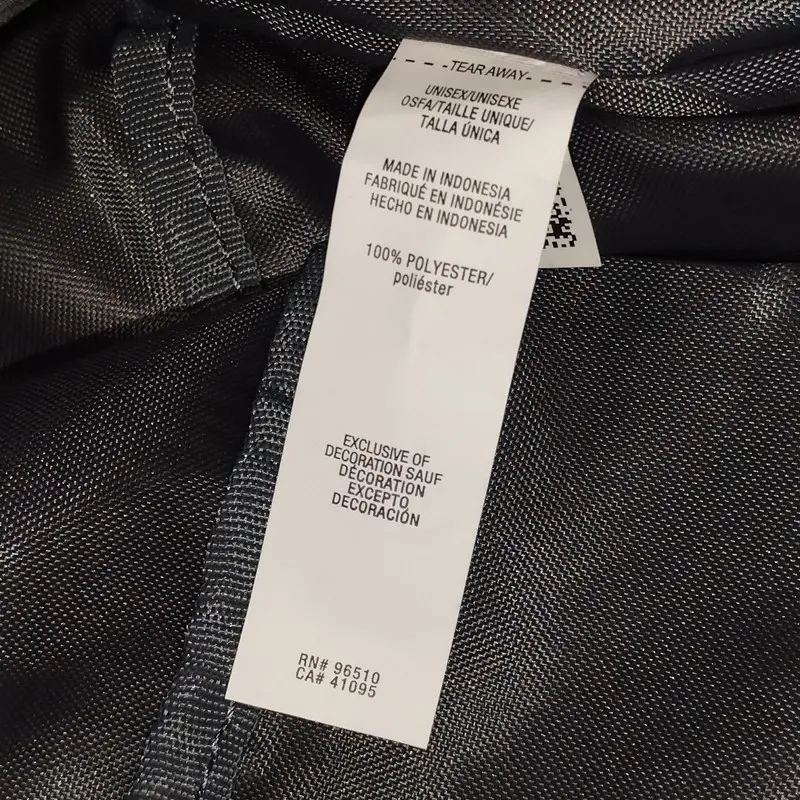 -TEAR AWAY-
UNISEX/UNISEXE
OSFA/TAILLE UNIQUE/
TALLA ÚNICA
MADE IN INDONESIA
FABRIQUÉ EN INDONÉSIE
HECHO EN INDONESIA
100% POLYESTER/
poliéster
EXCLUSIVE OF
DECORATION SAUF
DÉCORATION
EXCEPTO
DECORACIÓN
RN# 96510
CA# 41095